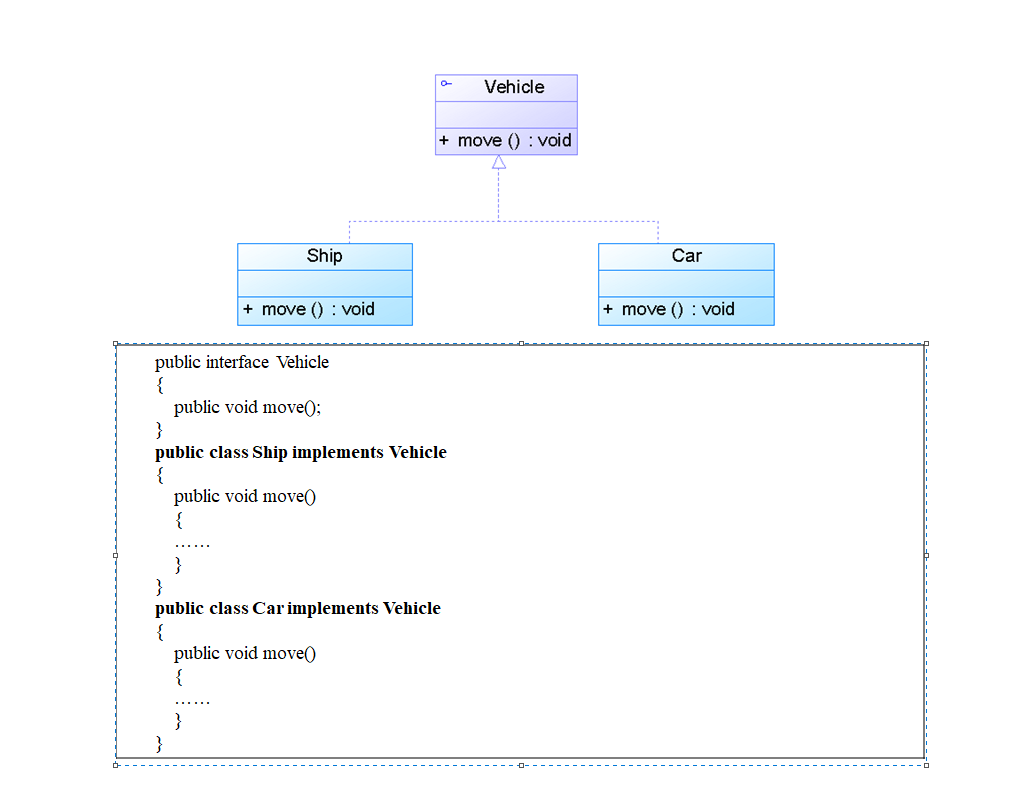 Vehicle
+ move () : void
Ship
+ move () : void
Car
+ move () : void
public interface Vehicle
{
public void move();
}
public class Ship implements Vehicle
{
public void move()
{
……
}
}
public class Car implements Vehicle
{
public void move()
{
……
}
}